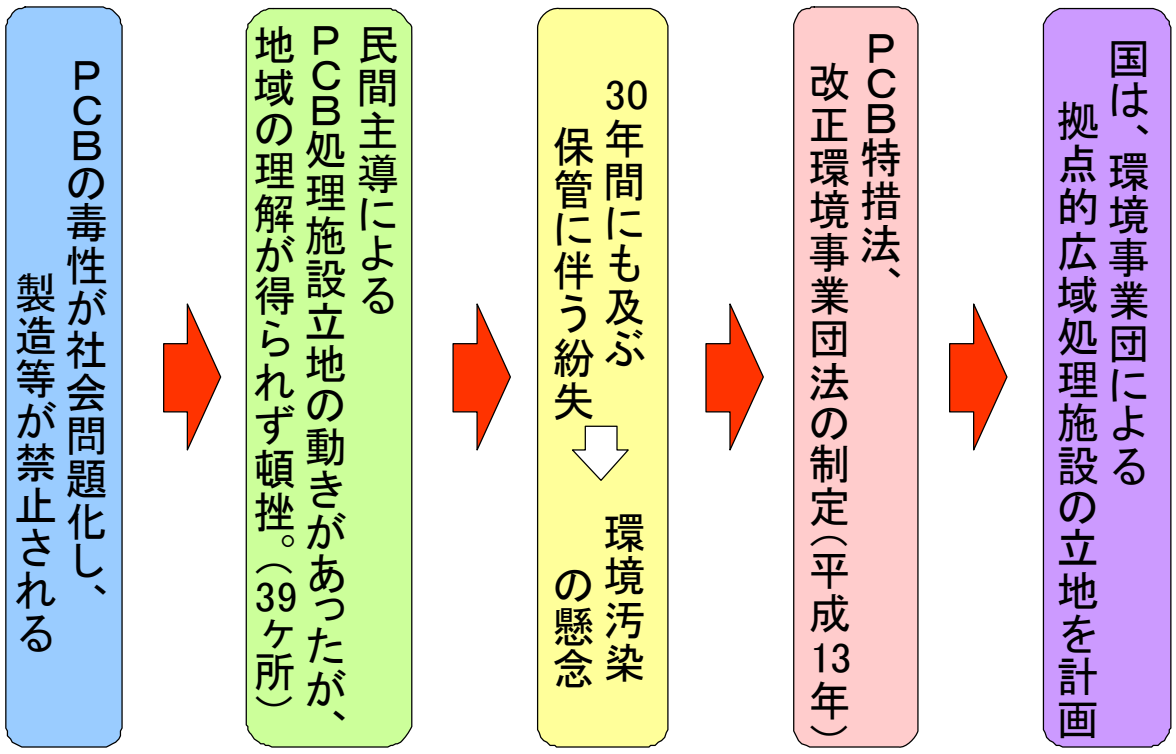 PCBの毒性が社会問題化し、
製造等が禁止される
民間主導による
PCB処理施設立地の動きがあったが、
地域の理解が得られず頓挫。（39ヶ所）
30年間にも及ぶ
保管に伴う紛失
環境汚染
の懸念
PCB特措法、
改正環境事業団法の制定（平成13年）
国は、環境事業団による
拠点的広域処理施設の立地を計画